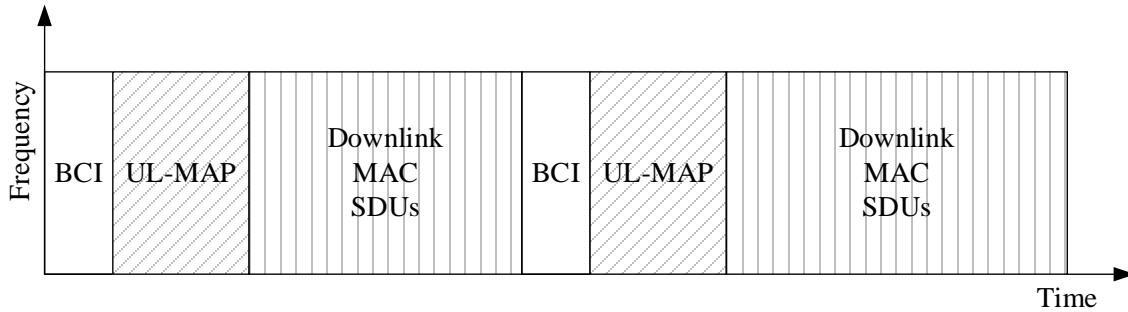 Frequency
BCI
UL-MAP
Downlink
MAC
SDUs
BCI
UL-MAP
Downlink
MAC
SDUs
Time